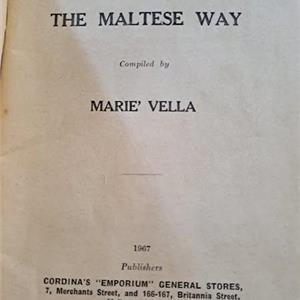 THE MALTESE WAY
Compiled by
MARIE' VELLA
1967
Publishers
CORDINA'S "EMPORIUM" GENERAL STORES,
7, Merchants Street, and 166-167, Britannia Street,